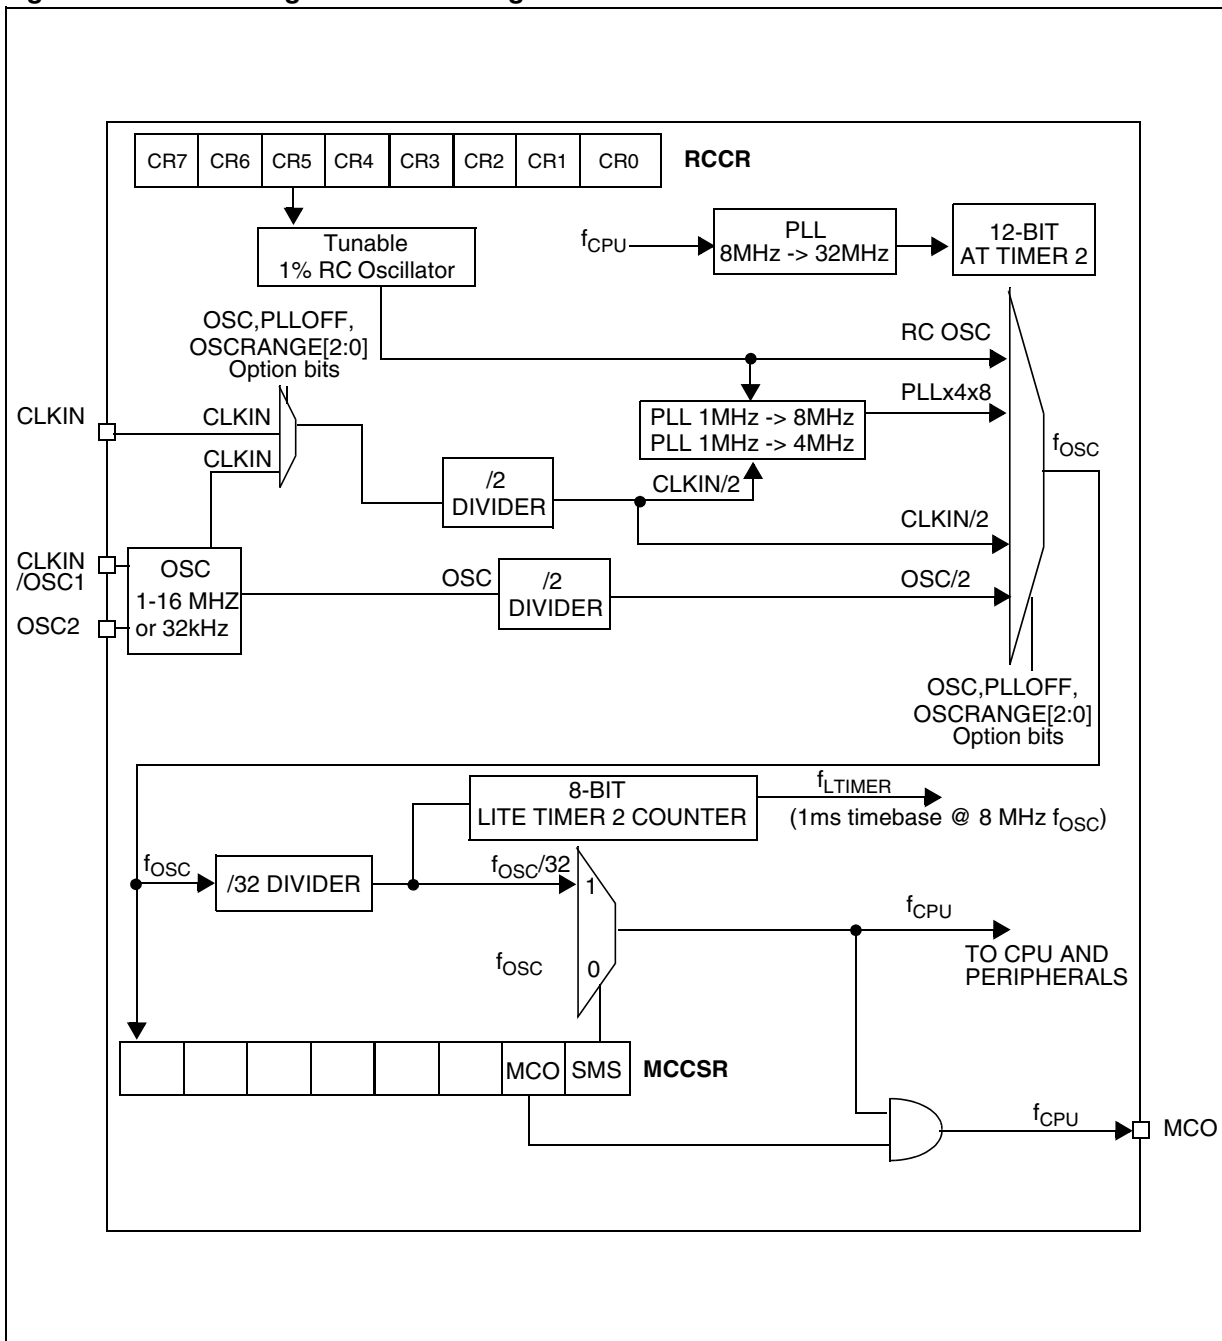 CR7 CR6 CR5 CR4 CR3 CR2 CR1 CR0 RCCR
Tunable
1% RC Oscillator
fCPU
PLL
8MHz -> 32MHz
12-BIT
AT TIMER 2
OSC,PLLOFF,
OSCRANGE[2:0]
Option bits
RC OSC
PLLx4x8
CLKIN
CLKIN
CLKIN
PLL 1MHz -> 8MHz
PLL 1MHz -> 4MHz
fOSC
/2
DIVIDER
CLKIN/2
CLKIN/2
CLKIN
/OSC1
OSC2
OSC
1-16 MHZ
or 32kHz
OSC
/2
DIVIDER
OSC/2
OSC,PLLOFF,
OSCRANGE[2:0]
Option bits
8-BIT
LITE TIMER 2 COUNTER
fLTIMER
(1ms timebase @ 8 MHz fOSC)
fOSC
/32 DIVIDER
fOSC/32
1
fOSC
0
fCPU
TO CPU AND
PERIPHERALS
MCO SMS MCCSR
fCPU
MCO